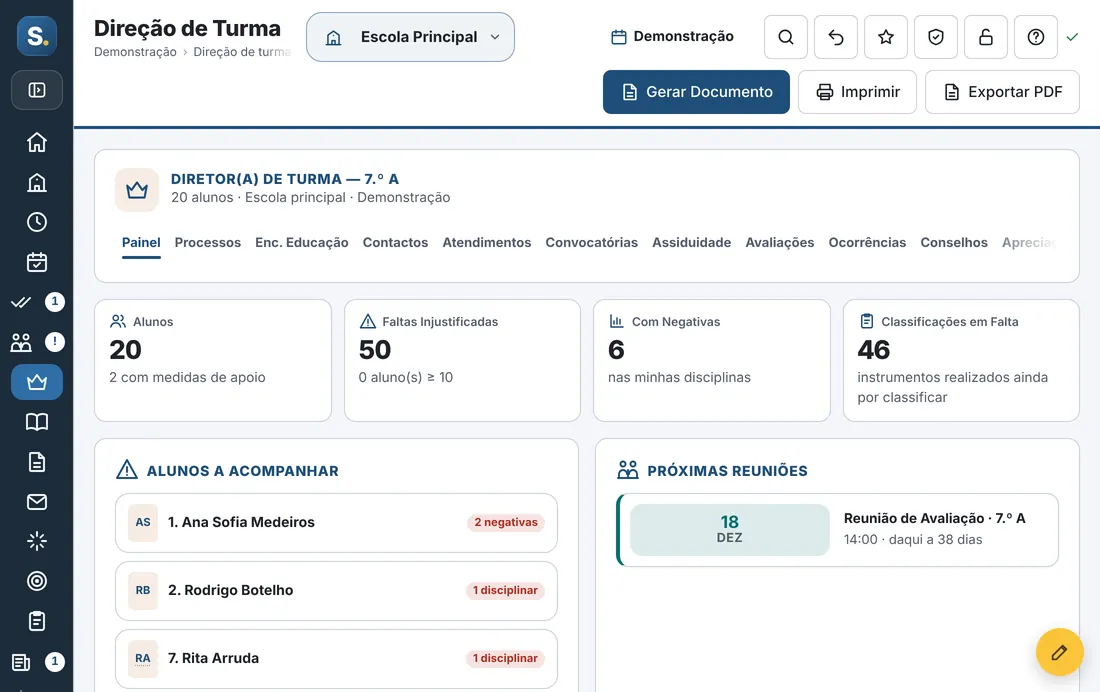 S.
Direção de Turma
Demonstração › Direção de turma
Escola Principal
Demonstração
Gerar Documento
Imprimir
Exportar PDF
1
!
1
DIRETOR(A) DE TURMA — 7.º A
20 alunos · Escola principal · Demonstração
Painel Processos Enc. Educação Contactos Atendimentos Convocatórias Assiduidade Avaliações Ocorrências Conselhos
Alunos
20
2 com medidas de apoio
Faltas Injustificadas
50
0 aluno(s) ≥ 10
Com Negativas
6
nas minhas disciplinas
Classificações em Falta
46
instrumentos realizados ainda
por classificar
ALUNOS A ACOMPANHAR
AS 1. Ana Sofia Medeiros 2 negativas
RB 2. Rodrigo Botelho 1 disciplinar
RA 7. Rita Arruda 1 disciplinar
PRÓXIMAS REUNIÕES
18
DEZ
Reunião de Avaliação · 7.º A
14:00 · daqui a 38 dias